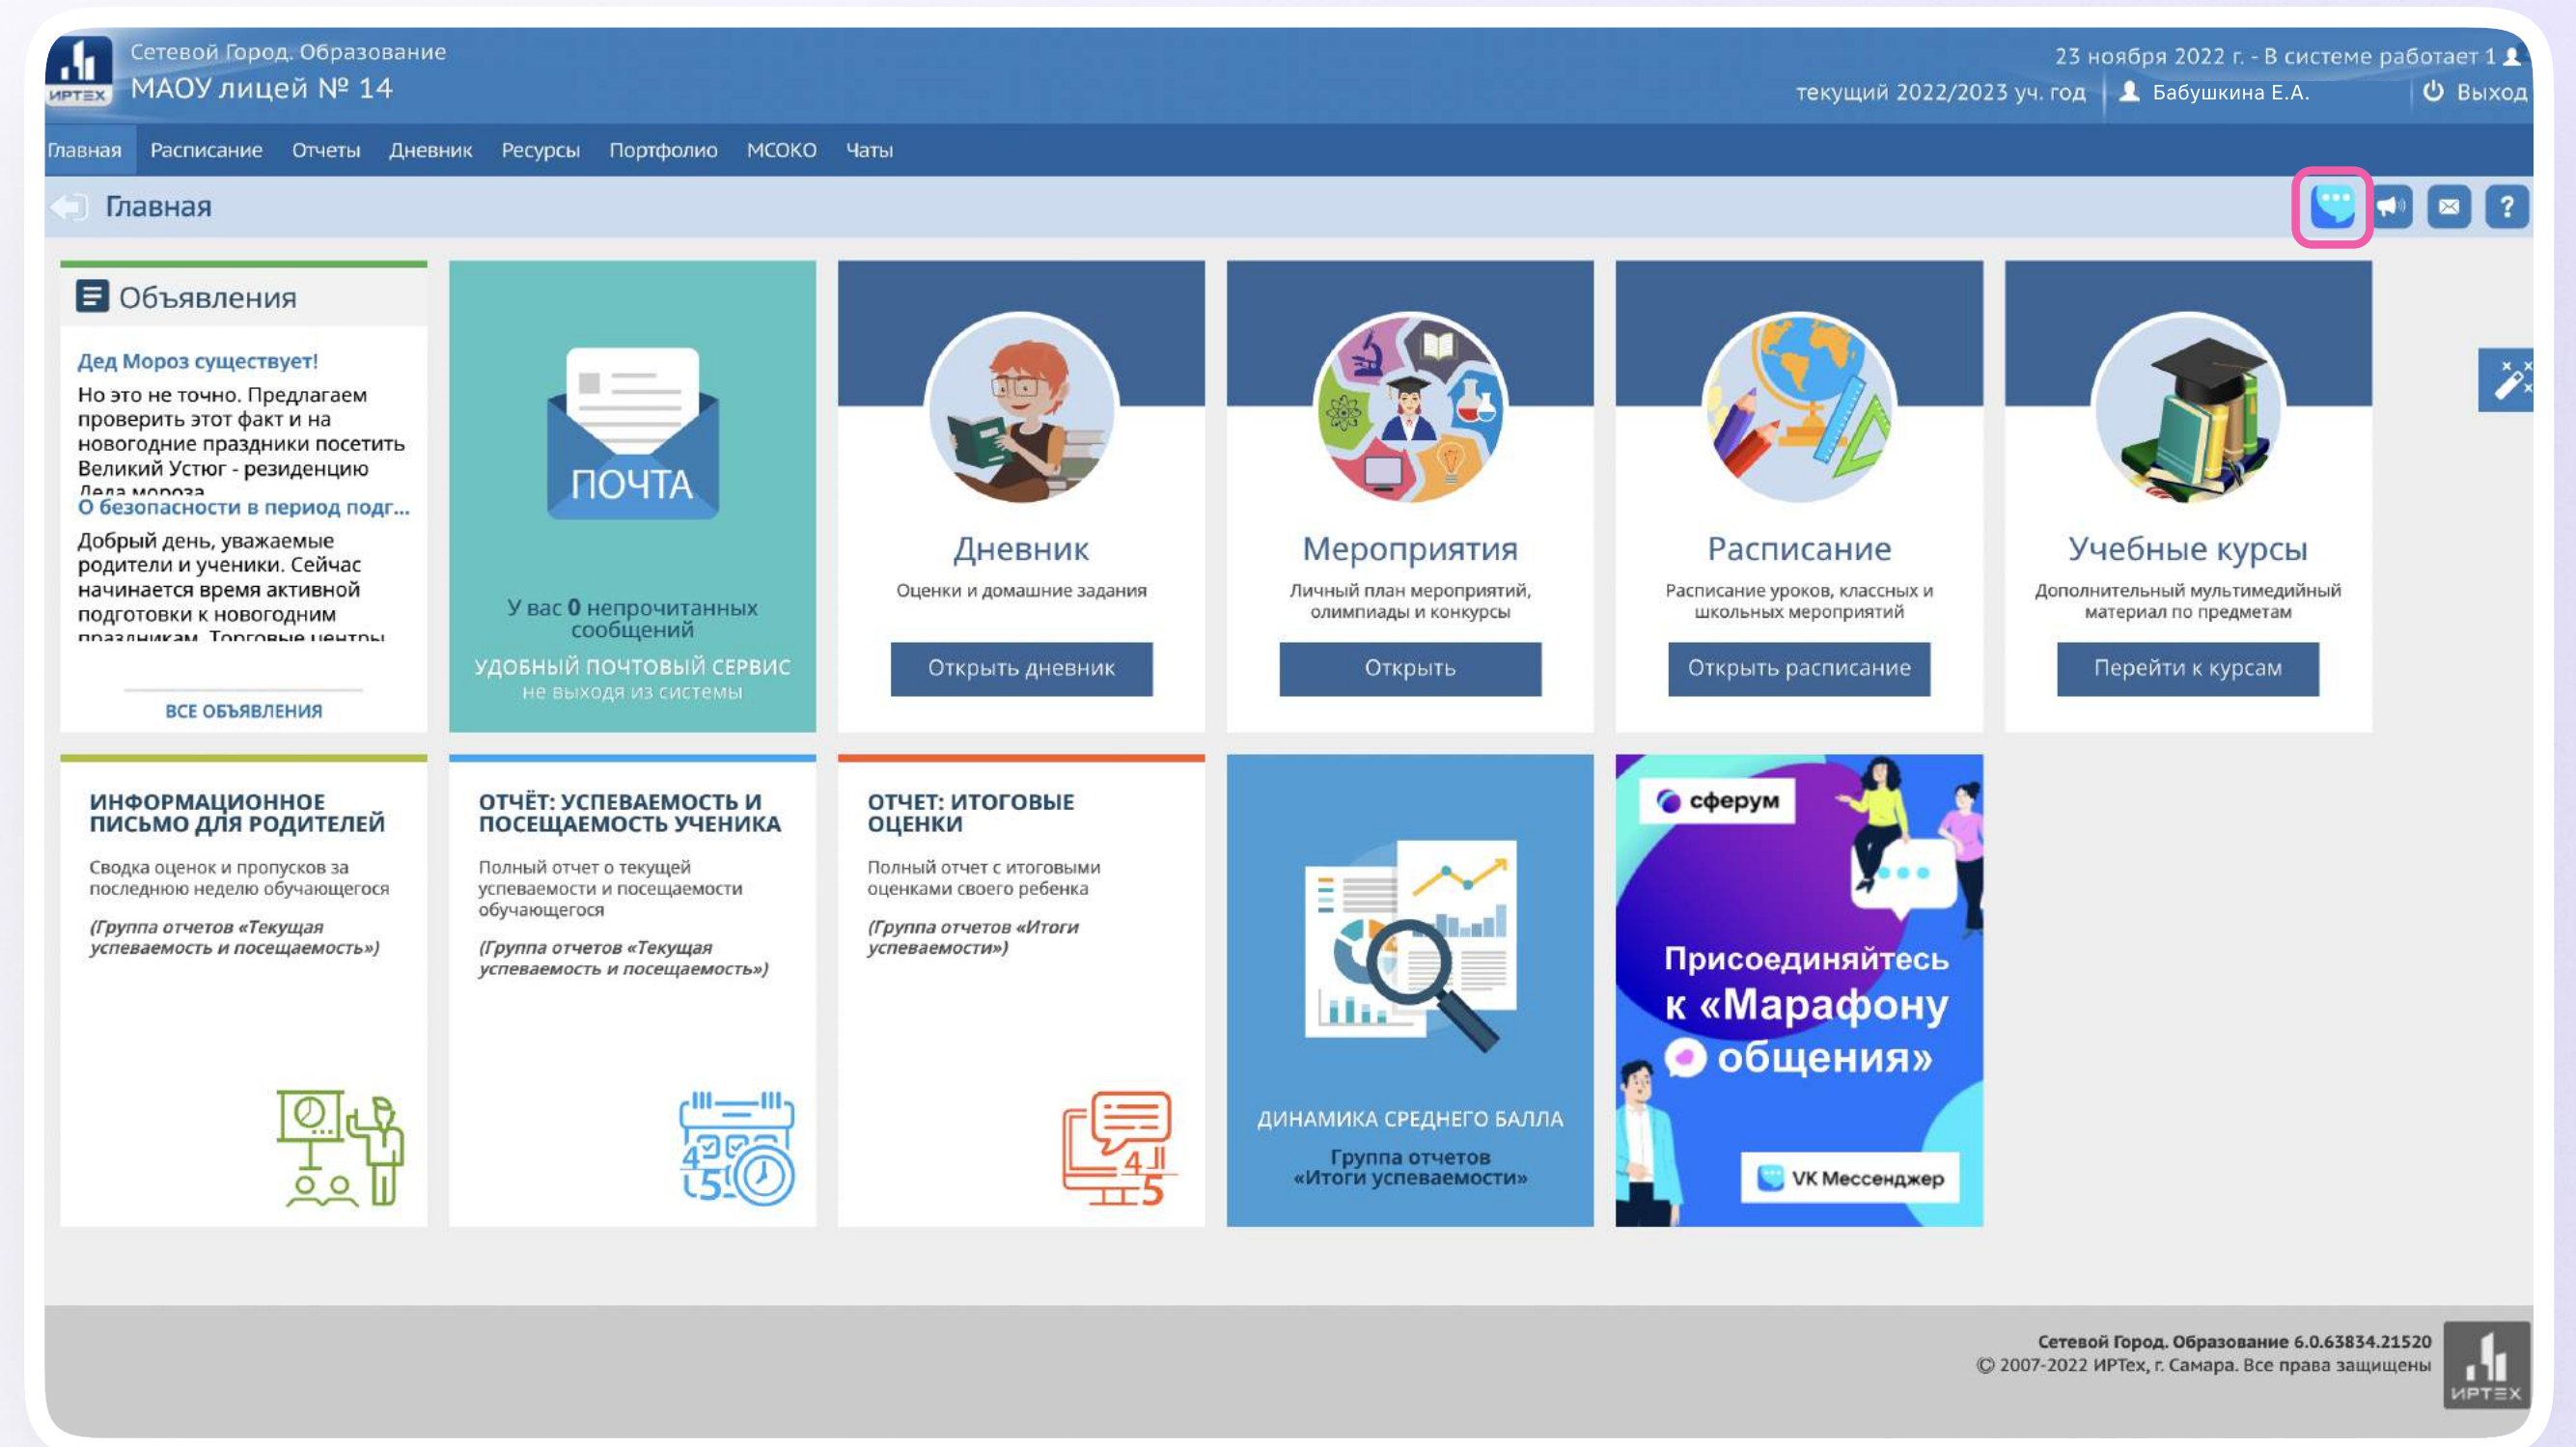 Сетевой Город. Образование
МАОУ лицей № 14
ИРТЕХ
23 ноября 2022 г. - В системе работает 1
текущий 2022/2023 уч. год
Бабушкина Е.А.
Выход
Главная Расписание Отчеты Дневник Ресурсы Портфолио МСОКО Чаты
Главная
?
Объявления
Дед Мороз существует!
Но это не точно. Предлагаем
проверить этот факт и на
новогодние праздники посетить
Великий Устюг - резиденцию
Деда мороза
О безопасности в период подг...
Добрый день, уважаемые
родители и ученики. Сейчас
начинается время активной
подготовки к новогодним
праздникам. Торговые центры
ВСЕ ОБЪЯВЛЕНИЯ
ПОЧТА
У вас 0 непрочитанных
сообщений
УДОБНЫЙ ПОЧТОВЫЙ СЕРВИС
не выходя из системы
Дневник
Оценки и домашние задания
Открыть дневник
Мероприятия
Личный план мероприятий,
олимпиады и конкурсы
Открыть
Расписание
Расписание уроков, классных и
школьных мероприятий
Открыть расписание
Учебные курсы
Дополнительный мультимедийный
материал по предметам
Перейти к курсам
ИНФОРМАЦИОННОЕ
ПИСЬМО ДЛЯ РОДИТЕЛЕЙ
Сводка оценок и пропусков за
последнюю неделю обучающегося
(Группа отчетов «Текущая
успеваемость и посещаемость»)
ОТЧЁТ: УСПЕВАЕМОСТЬ И
ПОСЕЩАЕМОСТЬ УЧЕНИКА
Полный отчет о текущей
успеваемости и посещаемости
обучающегося
(Группа отчетов «Текущая
успеваемость и посещаемость»)
4
5
ОТЧЕТ: ИТОГОВЫЕ
ОЦЕНКИ
Полный отчет с итоговыми
оценками своего ребенка
(Группа отчетов «Итоги
успеваемости»)
4
5
ДИНАМИКА СРЕДНЕГО БАЛЛА
Группа отчетов
«Итоги успеваемости»
сферум
Присоединяйтесь
к «Марафону
общения»
VK Мессенджер
Сетевой Город. Образование 6.0.63834.21520
© 2007-2022 ИРТех, г. Самара. Все права защищены
ИРТЕХ